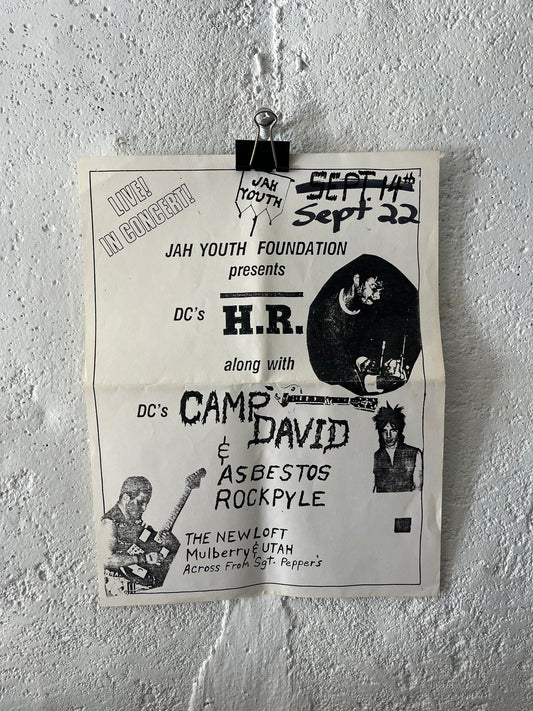 LIVE!
IN CONCERT!
JAH
YOUTH
SEPT. 14th
Sept 22
JAH YOUTH FOUNDATION
presents
DC's H.R.
along with
DC's CAMP
DAVID
&
ASBESTOS
ROCKPYLE
THE NEW LOFT
Mulberry & UTAH
Across From Sgt. Pepper's